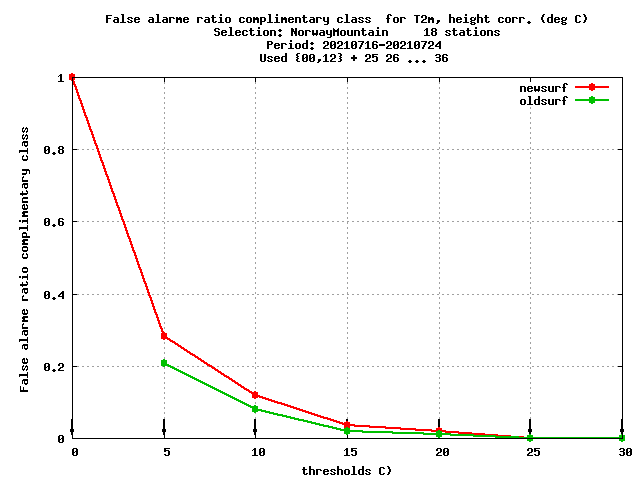 False alarme ratio complimentary class  for T2m, height corr. (deg C)
Selection: NorwayMountain     18 stations
Period: 20210716-20210724
Used {00,12} + 25 26 ... 36
newsurf
oldsurf
False alarme ratio complimentary class
1
0.8
0.6
0.4
0.2
0
0 5 10 15 20 25 30
thresholds C)